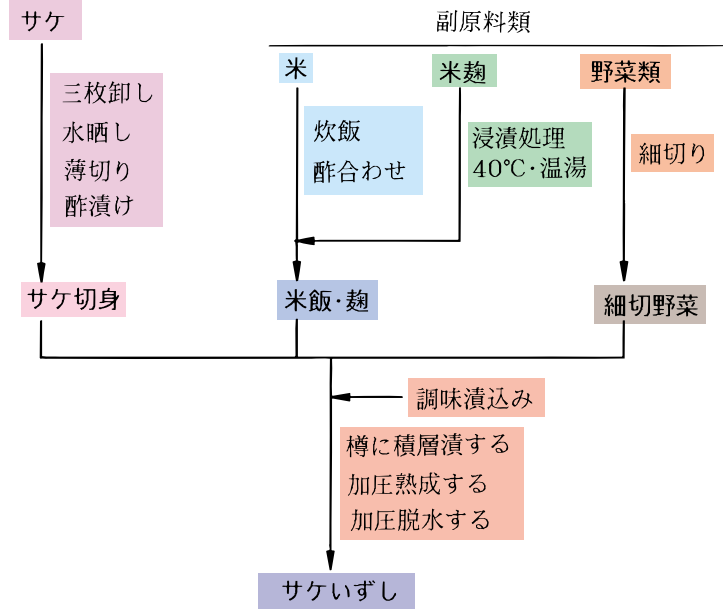 サケ
副原料類
米
米麹
野菜類
三枚卸し
水晒し
薄切り
酢漬け
炊飯
酢合わせ
浸漬処理
40℃・温湯
細切り
サケ切身
米飯・麹
細切野菜
調味漬込み
樽に積層漬する
加圧熟成する
加圧脱水する
サケいずし